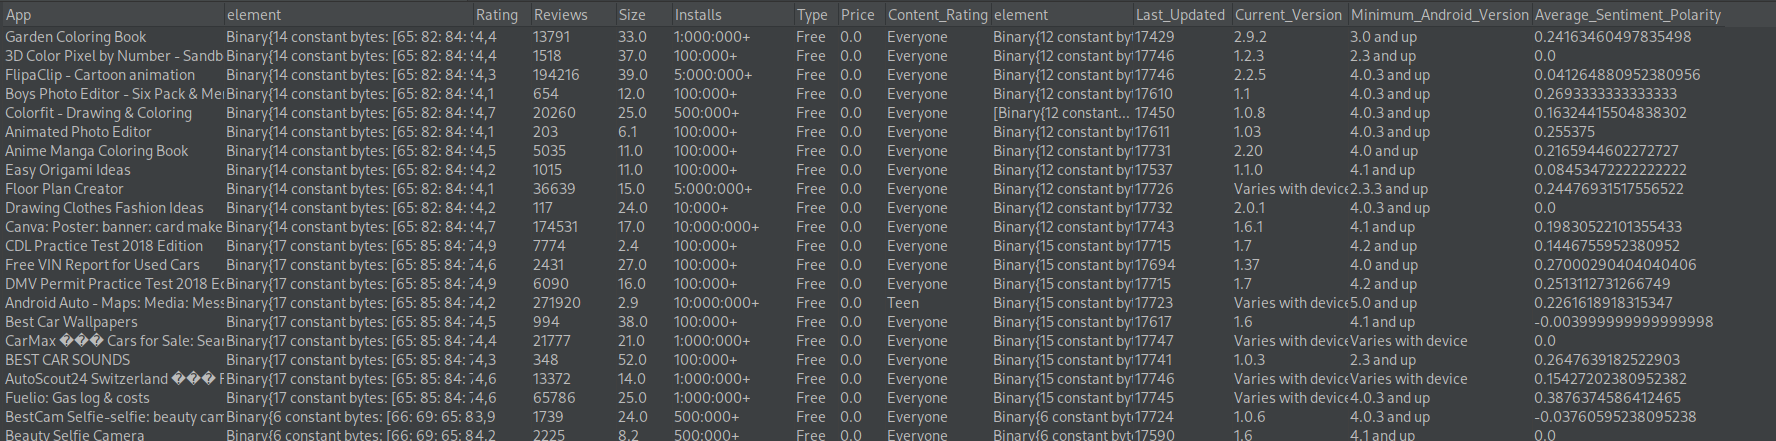 App element Rating Reviews Size Installs Type Price Content_Rating element Last_Updated Current_Version Minimum_Android_Version Average_Sentiment_Polarity
Garden Coloring Book Binary{14 constant bytes: [65: 82: 84: 9 4,4 13791 33.0 1:000:000+ Free 0.0 Everyone Binary{12 constant by 17429 2.9.2 3.0 and up 0.24163460497835498
3D Color Pixel by Number - Sandb Binary{14 constant bytes: [65: 82: 84: 9 4,4 1518 37.0 100:000+ Free 0.0 Everyone Binary{12 constant by 17746 1.2.3 2.3 and up 0.0
FlipaClip - Cartoon animation Binary{14 constant bytes: [65: 82: 84: 9 4,3 194216 39.0 5:000:000+ Free 0.0 Everyone Binary{12 constant by 17746 2.2.5 4.0.3 and up 0.041264880952380956
Boys Photo Editor - Six Pack & Me Binary{14 constant bytes: [65: 82: 84: 9 4,1 654 12.0 100:000+ Free 0.0 Everyone Binary{12 constant by 17610 1.1 4.0.3 and up 0.2693333333333333
Colorfit - Drawing & Coloring Binary{14 constant bytes: [65: 82: 84: 9 4,7 20260 25.0 500:000+ Free 0.0 Everyone [Binary{12 constant... 17450 1.0.8 4.0.3 and up 0.16324415504838302
Animated Photo Editor Binary{14 constant bytes: [65: 82: 84: 9 4,1 203 6.1 100:000+ Free 0.0 Everyone Binary{12 constant by 17611 1.03 4.0.3 and up 0.255375
Anime Manga Coloring Book Binary{14 constant bytes: [65: 82: 84: 9 4,5 5035 11.0 100:000+ Free 0.0 Everyone Binary{12 constant by 17731 2.20 4.0 and up 0.2165944602272727
Easy Origami Ideas Binary{14 constant bytes: [65: 82: 84: 9 4,2 1015 11.0 100:000+ Free 0.0 Everyone Binary{12 constant by 17537 1.1.0 4.1 and up 0.08453472222222222
Floor Plan Creator Binary{14 constant bytes: [65: 82: 84: 9 4,1 36639 15.0 5:000:000+ Free 0.0 Everyone Binary{12 constant by 17726 Varies with device 2.3.3 and up 0.24476931517556522
Drawing Clothes Fashion Ideas Binary{14 constant bytes: [65: 82: 84: 9 4,2 117 24.0 10:000+ Free 0.0 Everyone Binary{12 constant by 17732 2.0.1 4.0.3 and up 0.0
Canva: Poster: banner: card make Binary{14 constant bytes: [65: 82: 84: 9 4,7 174531 17.0 10:000:000+ Free 0.0 Everyone Binary{12 constant by 17743 1.6.1 4.1 and up 0.19830522101355433
CDL Practice Test 2018 Edition Binary{17 constant bytes: [65: 85: 84: 7 4,9 7774 2.4 100:000+ Free 0.0 Everyone Binary{15 constant by 17715 1.7 4.2 and up 0.1446755952380952
Free VIN Report for Used Cars Binary{17 constant bytes: [65: 85: 84: 7 4,6 2431 27.0 100:000+ Free 0.0 Everyone Binary{15 constant by 17694 1.37 4.0 and up 0.27000290404040406
DMV Permit Practice Test 2018 Ed Binary{17 constant bytes: [65: 85: 84: 7 4,9 6090 16.0 100:000+ Free 0.0 Everyone Binary{15 constant by 17715 1.7 4.2 and up 0.2513112731266749
Android Auto - Maps: Media: Mess Binary{17 constant bytes: [65: 85: 84: 7 4,2 271920 2.9 10:000:000+ Free 0.0 Teen Binary{15 constant by 17723 Varies with device 5.0 and up 0.2261618918315347
Best Car Wallpapers Binary{17 constant bytes: [65: 85: 84: 7 4,5 994 38.0 100:000+ Free 0.0 Everyone Binary{15 constant by 17617 1.6 4.1 and up -0.003999999999999998
CarMax ��� Cars for Sale: Sear Binary{17 constant bytes: [65: 85: 84: 7 4,4 21777 21.0 1:000:000+ Free 0.0 Everyone Binary{15 constant by 17747 Varies with device Varies with device 0.0
BEST CAR SOUNDS Binary{17 constant bytes: [65: 85: 84: 7 4,3 348 52.0 100:000+ Free 0.0 Everyone Binary{15 constant by 17741 1.0.3 2.3 and up 0.2647639182522903
AutoScout24 Switzerland ��� F Binary{17 constant bytes: [65: 85: 84: 7 4,6 13372 14.0 1:000:000+ Free 0.0 Everyone Binary{15 constant by 17746 Varies with device Varies with device 0.15427202380952382
Fuelio: Gas log & costs Binary{17 constant bytes: [65: 85: 84: 7 4,6 65786 25.0 1:000:000+ Free 0.0 Everyone Binary{15 constant by 17745 Varies with device 4.0.3 and up 0.3876374586412465
BestCam Selfie-selfie: beauty cam Binary{6 constant bytes: [66: 69: 65: 8 3,9 1739 24.0 500:000+ Free 0.0 Everyone Binary{6 constant byt 17724 1.0.6 4.0.3 and up -0.03760595238095238
Beauty Selfie Camera Binary{6 constant bytes: [66: 69: 65: 8 4,2 2225 8.2 500:000+ Free 0.0 Everyone Binary{6 constant byt 17590 1.6 4.1 and up 0.0